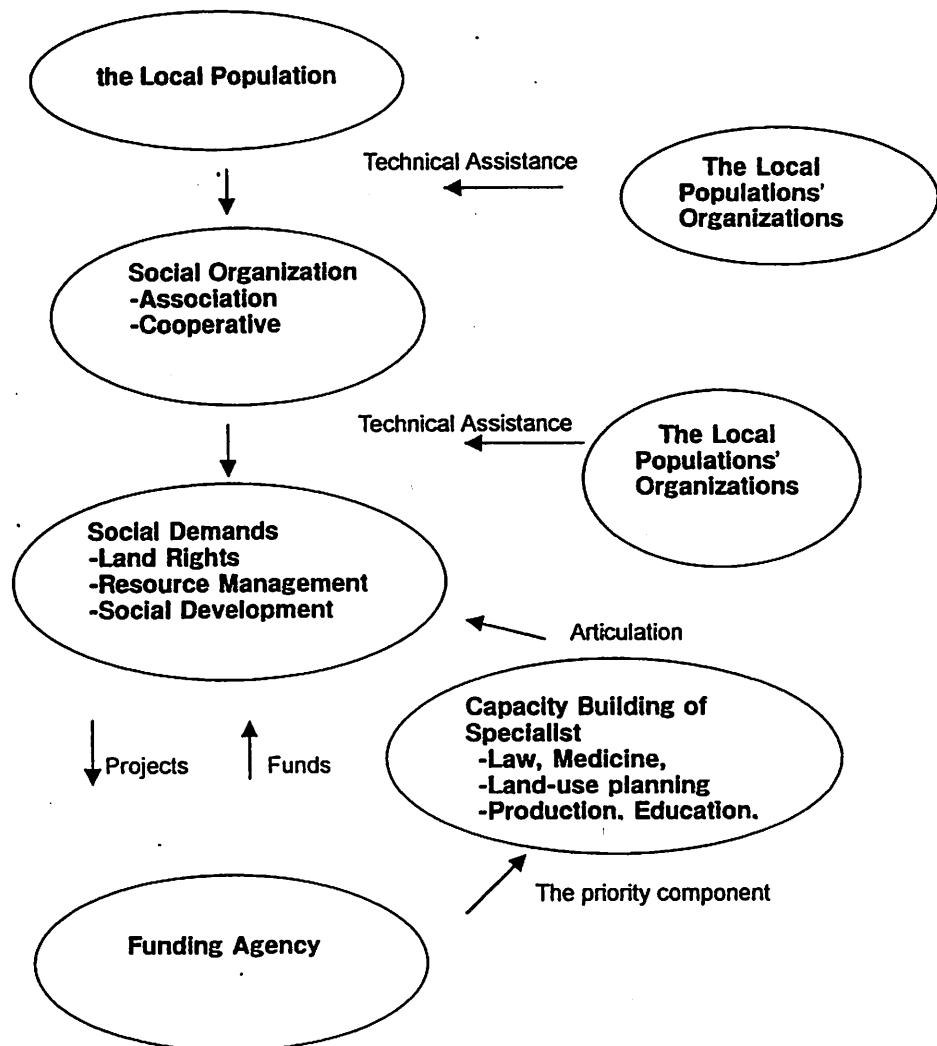 the Local Population
Technical Assistance
The Local
Populations'
Organizations
Social Organization
-Association
-Cooperative
Technical Assistance
The Local
Populations'
Organizations
Social Demands
-Land Rights
-Resource Management
-Social Development
Articulation
Capacity Building of
Specialist
-Law, Medicine,
-Land-use planning
-Production. Education.
Projects
Funds
The priority component
Funding Agency